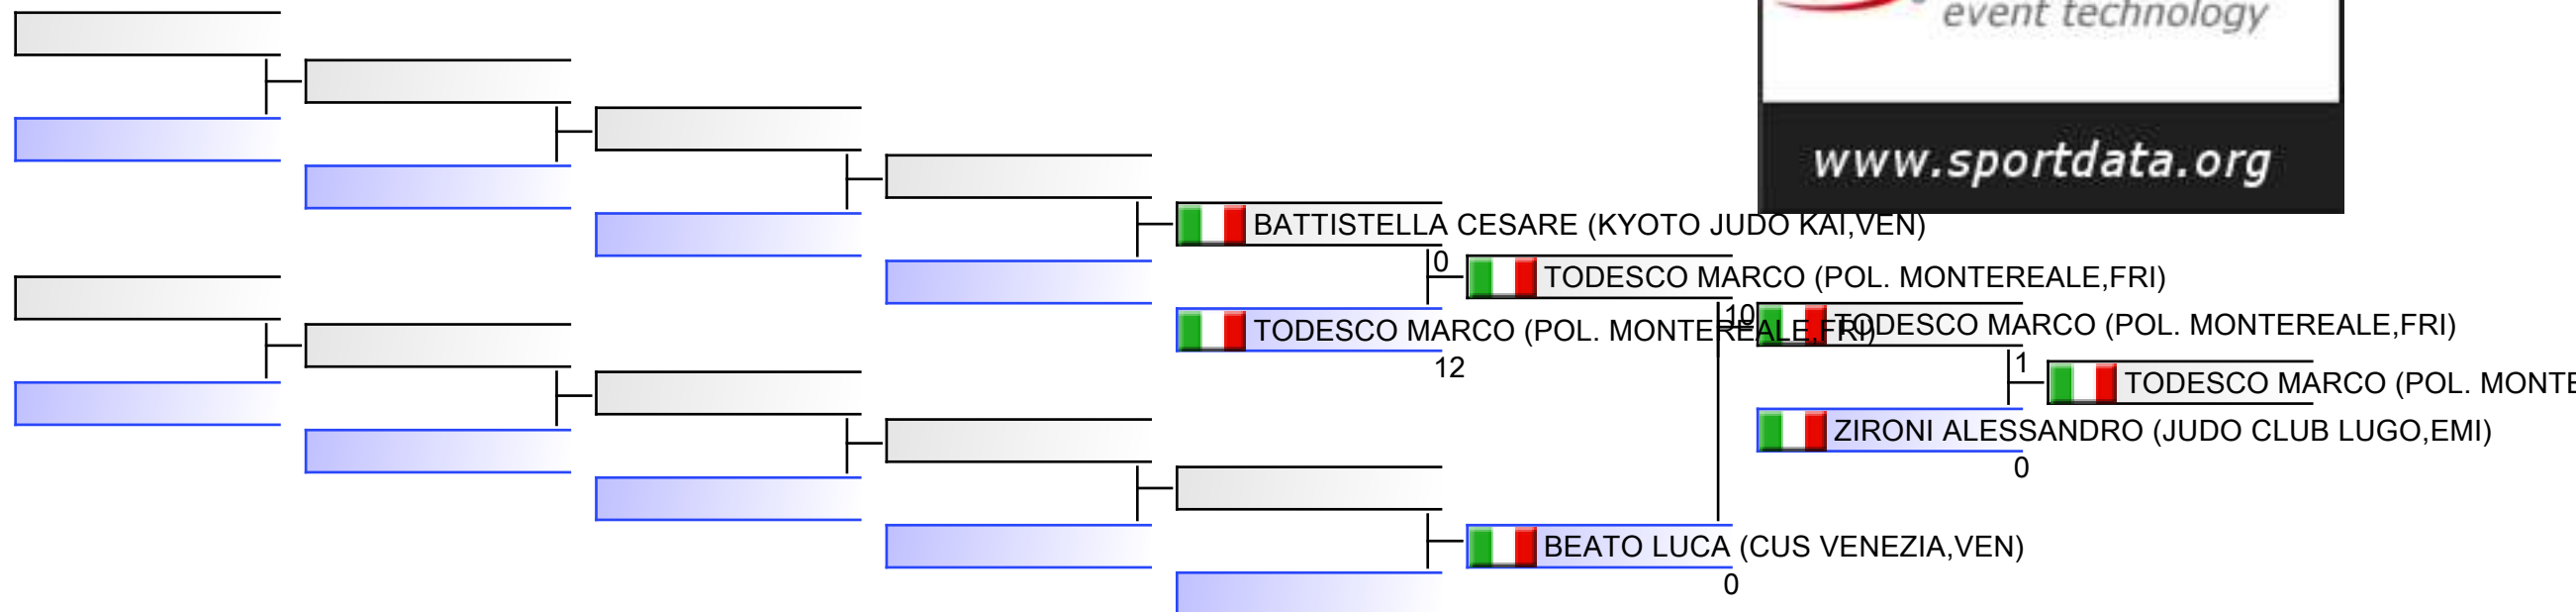 event technology
www.sportdata.org
BATTISTELLA CESARE (KYOTO JUDO KAI,VEN)
0
TODESCO MARCO (POL. MONTEREALE,FRI)
TODESCO MARCO (POL. MONTEREALE,FRI)
12
10
TODESCO MARCO (POL. MONTEREALE,FRI)
1
TODESCO MARCO (POL. MONTE
ZIRONI ALESSANDRO (JUDO CLUB LUGO,EMI)
0
BEATO LUCA (CUS VENEZIA,VEN)
0